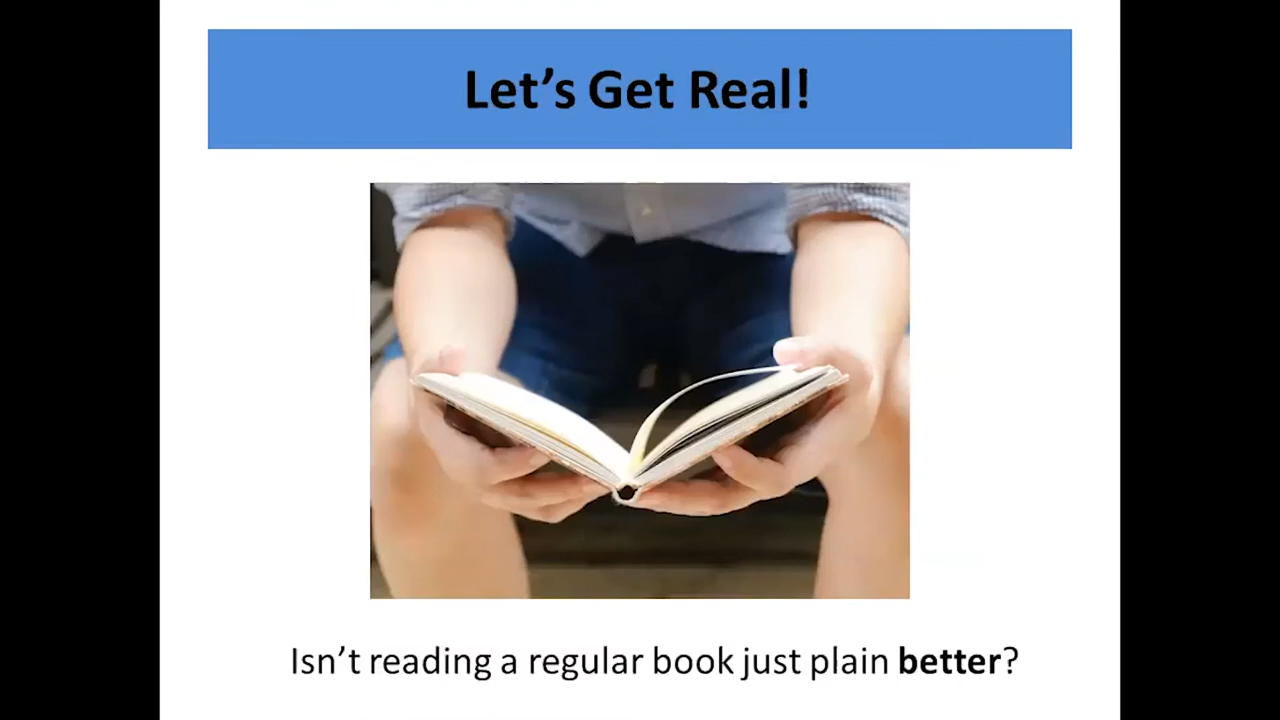 Let’s Get Real!
Isn’t reading a regular book just plain better?